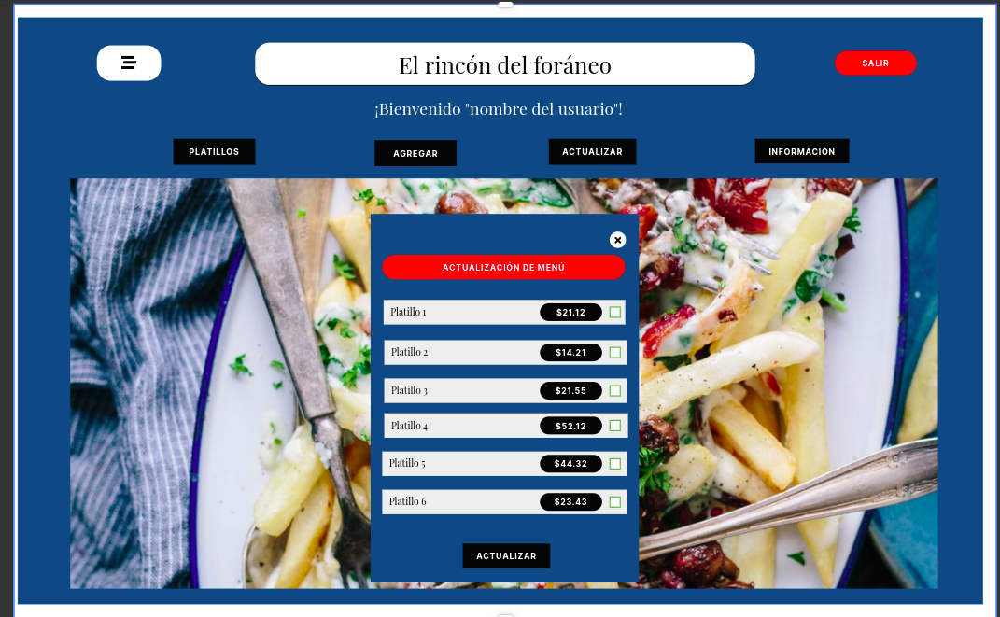 El rincón del foráneo
SALIR
¡Bienvenido "nombre del usuario"!
PLATILLOS
AGREGAR
ACTUALIZAR
INFORMACIÓN
ACTUALIZACIÓN DE MENÚ
Platillo 1 $21.12
Platillo 2 $14.21
Platillo 3 $21.55
Platillo 4 $52.12
Platillo 5 $44.32
Platillo 6 $23.43
ACTUALIZAR